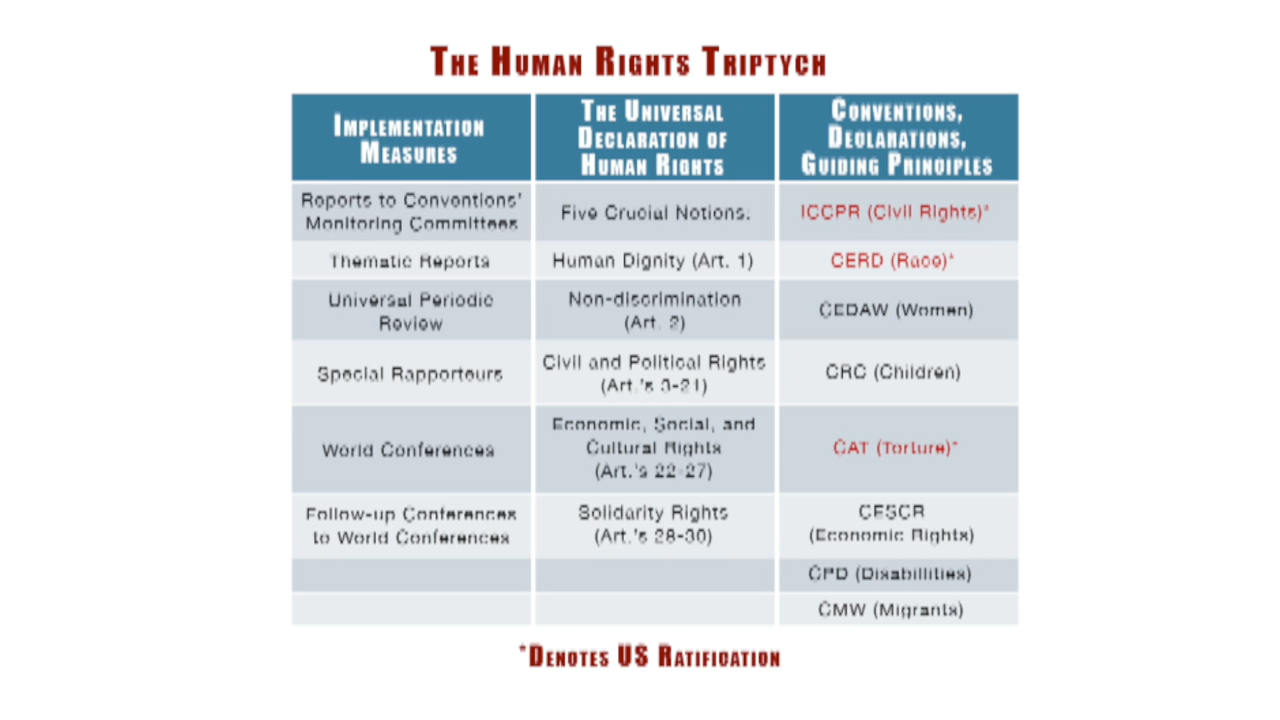 THE HUMAN RIGHTS TRIPTYCH
IMPLEMENTATION
MEASURES
THE UNIVERSAL
DECLARATION OF
HUMAN RIGHTS
CONVENTIONS,
DECLARATIONS,
GUIDING PRINCIPLES
Reports to Conventions'
Monitoring Committees
Five Crucial Notions:
ICCPR (Civil Rights)*
Thematic Reports
Human Dignity (Art. 1)
CERD (Race)*
Universal Periodic
Review
Non-discrimination
(Art. 2)
CEDAW (Women)
Special Rapporteurs
Civil and Political Rights
(Art.'s 3-21)
CRC (Children)
World Conferences
Economic, Social, and
Cultural Rights
(Art.'s 22-27)
CAT (Torture)*
Follow-up Conferences
to World Conferences
Solidarity Rights
(Art.'s 28-30)
CESCR
(Economic Rights)
CPD (Disabillities)
CMW (Migrants)
*DENOTES US RATIFICATION